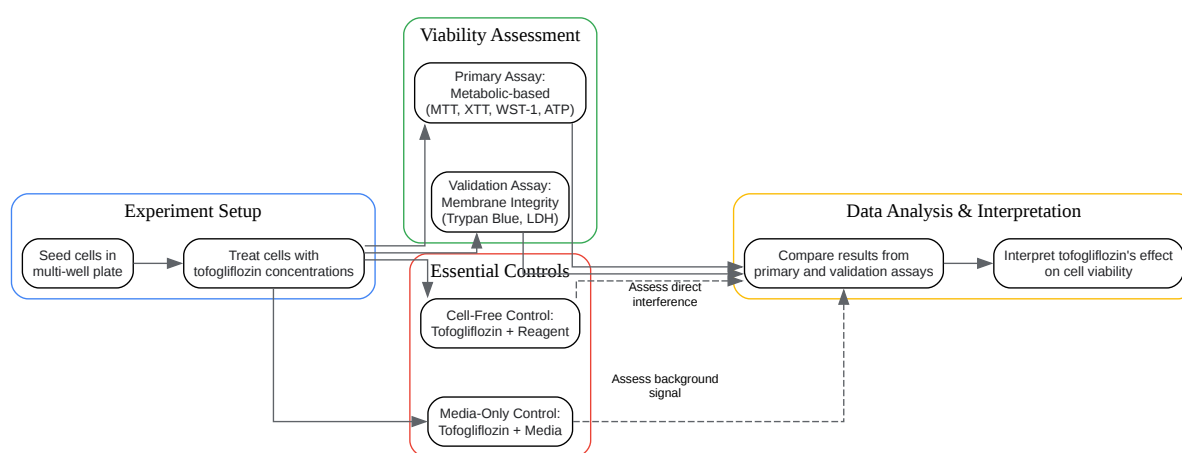 Viability Assessment
Primary Assay:
Metabolic-based
(MTT, XTT, WST-1, ATP)
Validation Assay:
Membrane Integrity
(Trypan Blue, LDH)
Experiment Setup
Seed cells in
multi-well plate
Treat cells with
tofogliflozin concentrations
Essential Controls
Cell-Free Control:
Tofogliflozin + Reagent
Media-Only Control:
Tofogliflozin + Media
Assess direct
interference
Assess background
signal
Data Analysis & Interpretation
Compare results from
primary and validation assays
Interpret tofogliflozin's effect
on cell viability